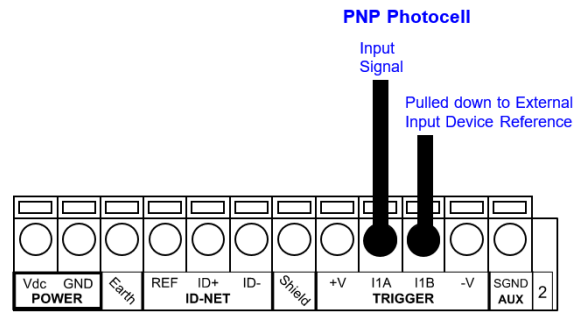 PNP Photocell
Input
Signal
Pulled down to External
Input Device Reference
Vdc GND Earth REF ID+ ID- Shield +V I1A I1B -V SGND 2
POWER ID-NET TRIGGER AUX